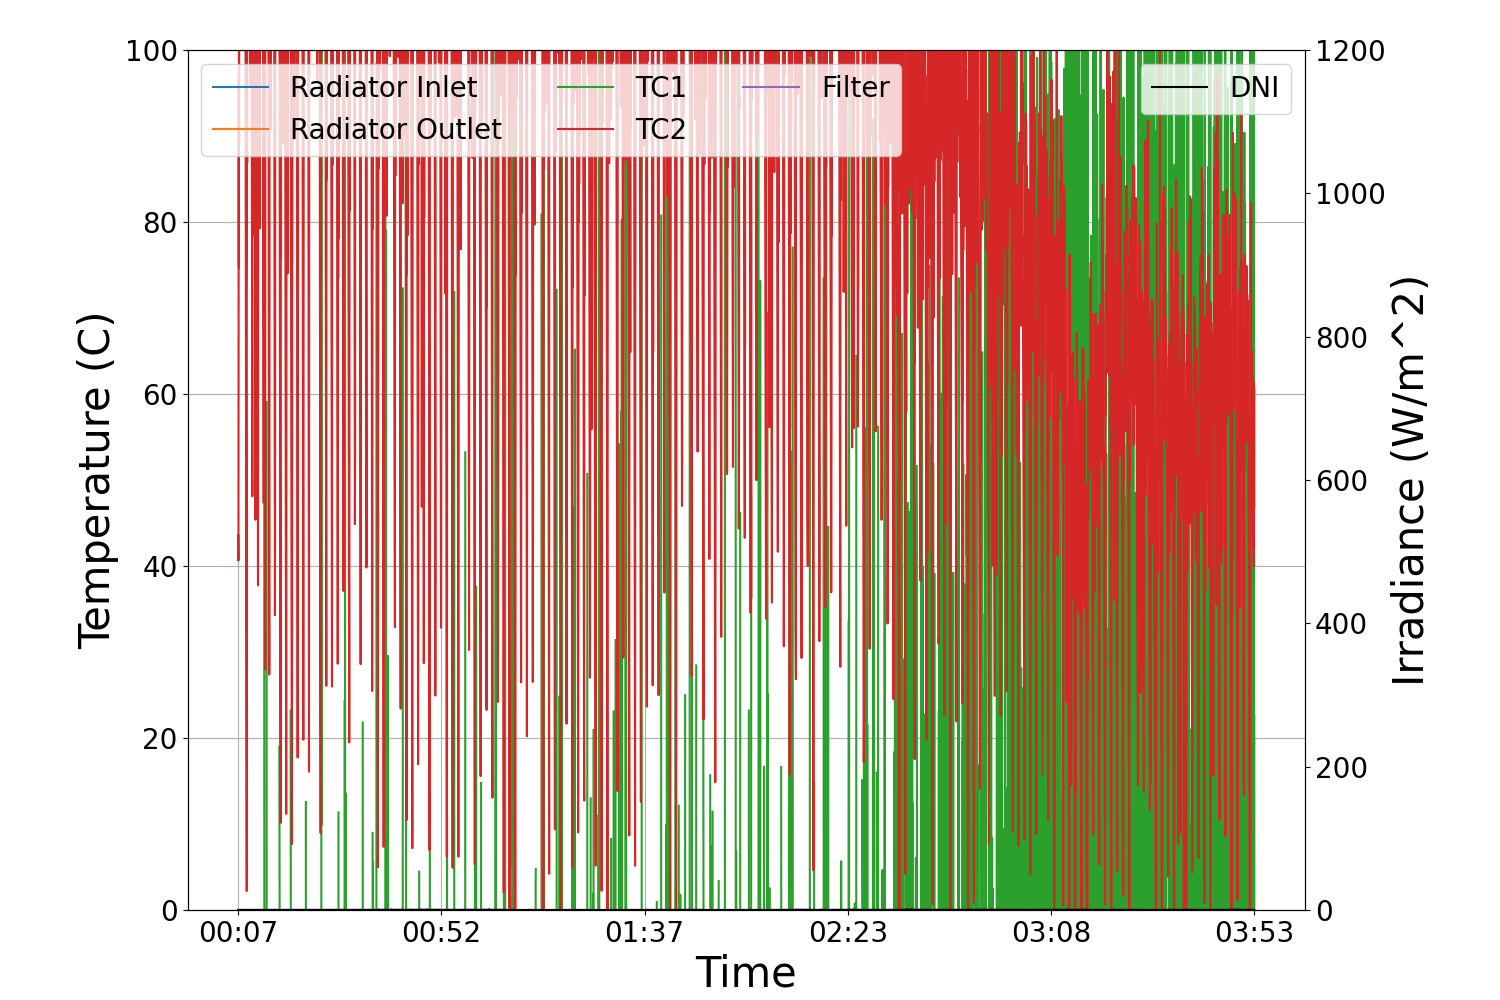 Radiator Inlet
Radiator Outlet
TC1
TC2
Filter
DNI
Temperature (C)
100
80
60
40
20
0
Irradiance (W/m^2)
1200
1000
800
600
400
200
0
00:07 00:52 01:37 02:23 03:08 03:53
Time